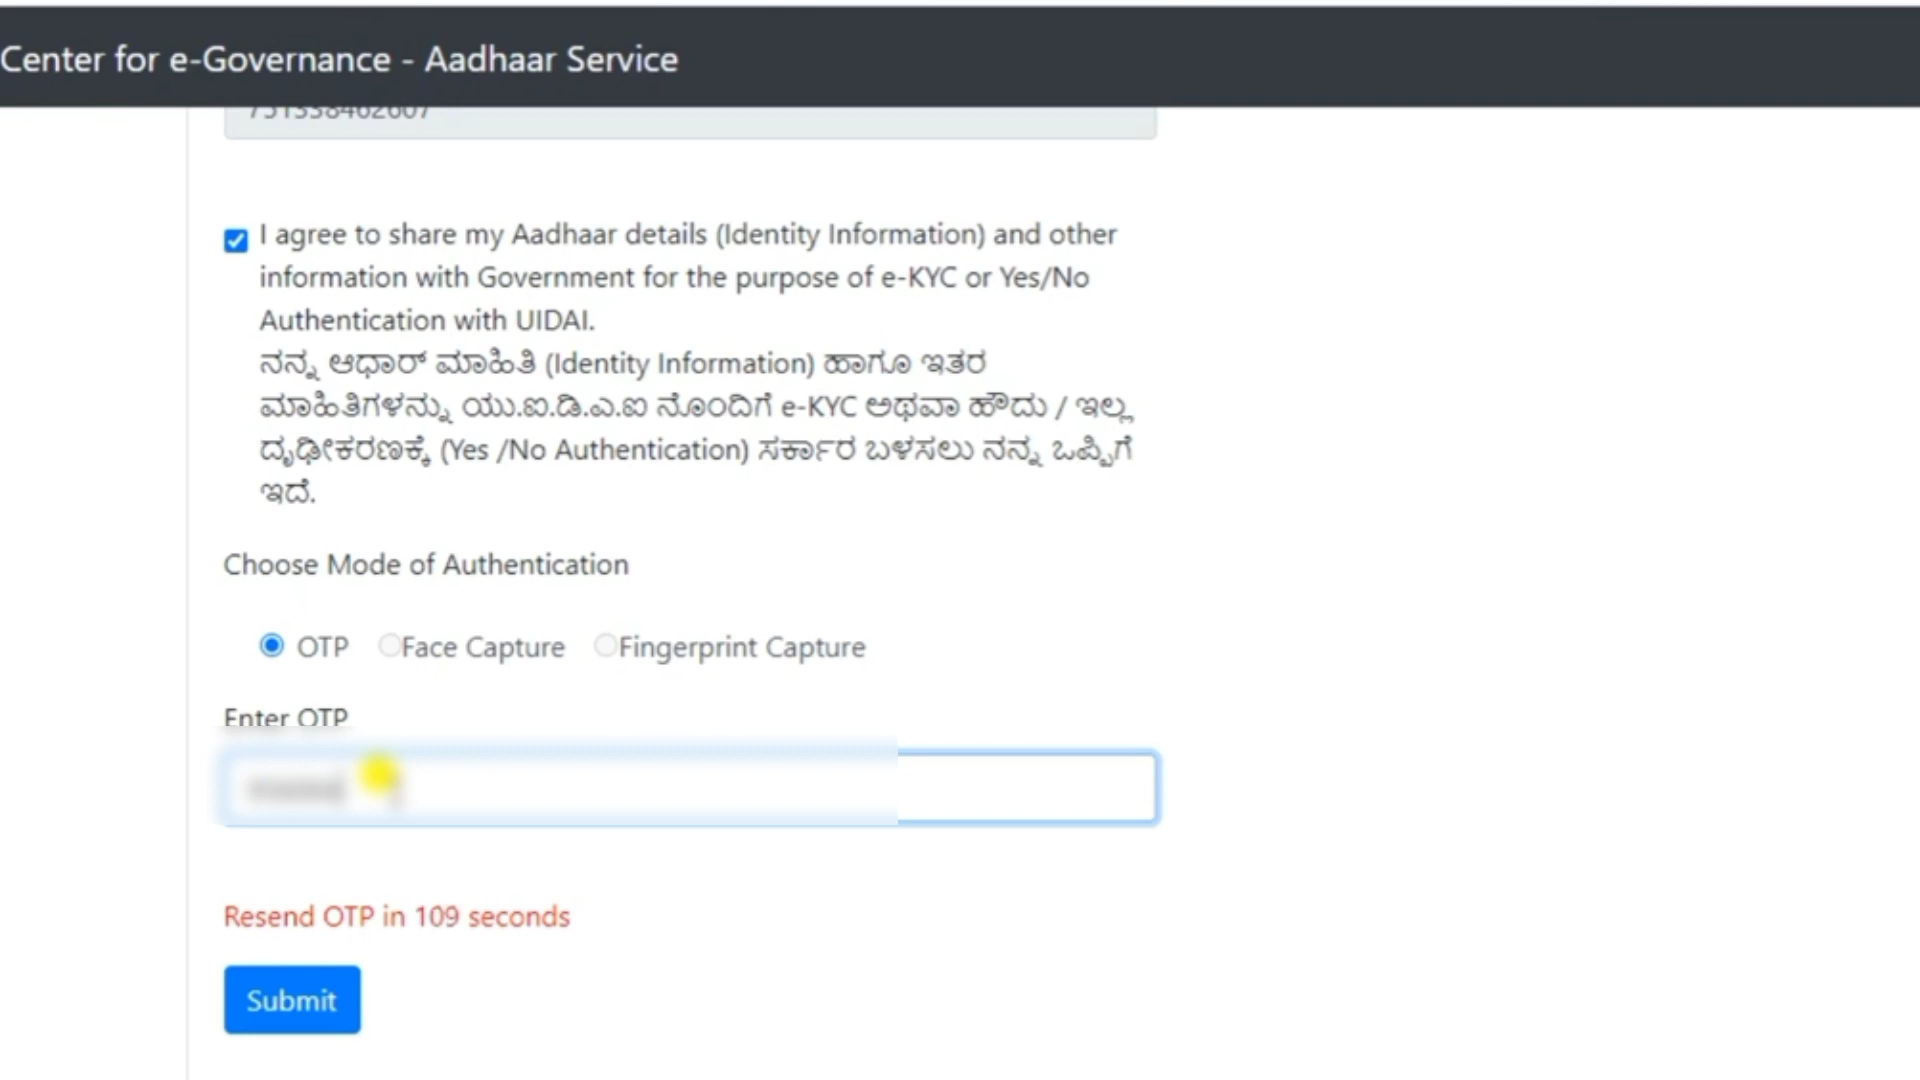 Center for e-Governance - Aadhaar Service
I agree to share my Aadhaar details (Identity Information) and other
information with Government for the purpose of e-KYC or Yes/No
Authentication with UIDAI.
ನನ್ನ ಆಧಾರ್ ಮಾಹಿತಿ (Identity Information) ಹಾಗೂ ಇತರ
ಮಾಹಿತಿಗಳನ್ನು ಯು.ಐ.ಡಿ.ಎ.ಐ ನೊಂದಿಗೆ e-KYC ಅಥವಾ ಹೌದು / ಇಲ್ಲ
ದೃಢೀಕರಣಕ್ಕೆ (Yes /No Authentication) ಸರ್ಕಾರ ಬಳಸಲು ನನ್ನ ಒಪ್ಪಿಗೆ
ಇದೆ.
Choose Mode of Authentication
OTP Face Capture Fingerprint Capture
Enter OTP
Resend OTP in 109 seconds
Submit